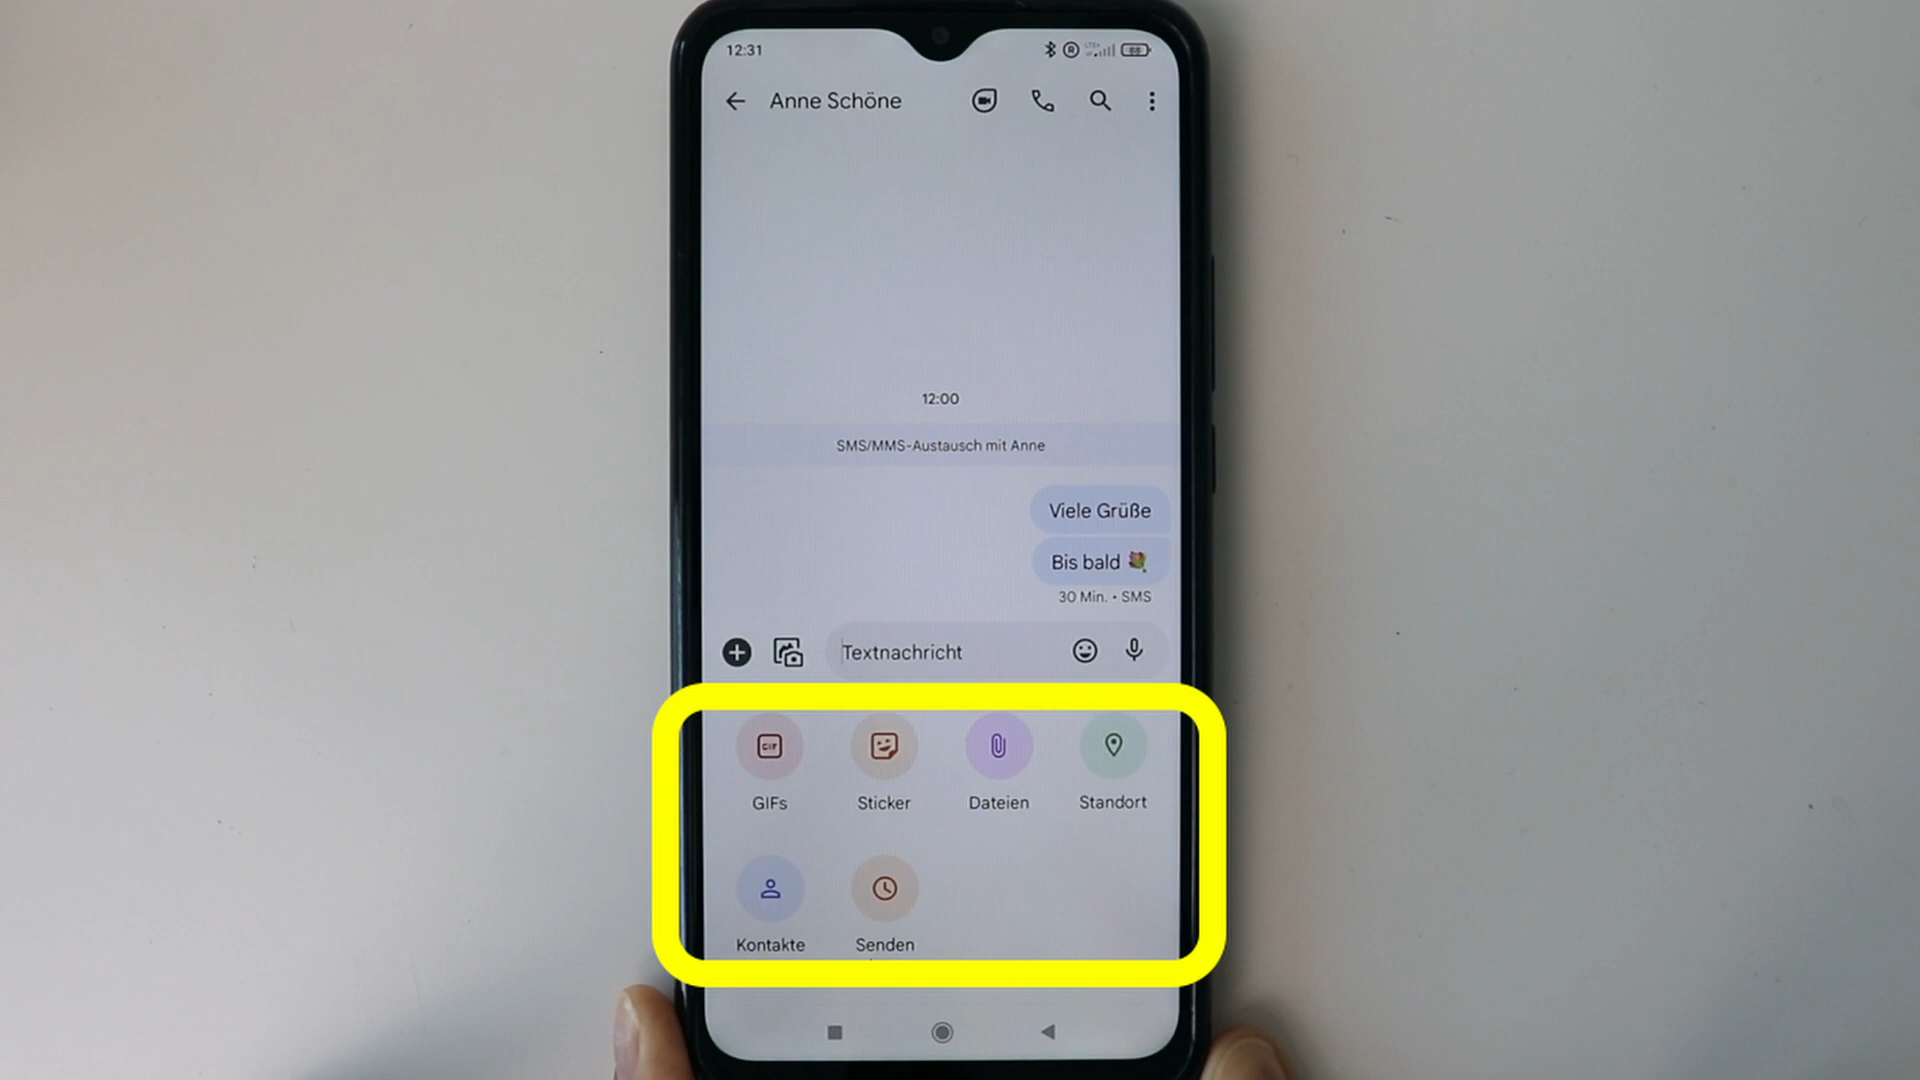 12:31
Anne Schöne
12:00
SMS/MMS-Austausch mit Anne
Viele Grüße
Bis bald 💐
30 Min. • SMS
Textnachricht
GIF
GIFs Sticker Dateien Standort
Kontakte Senden